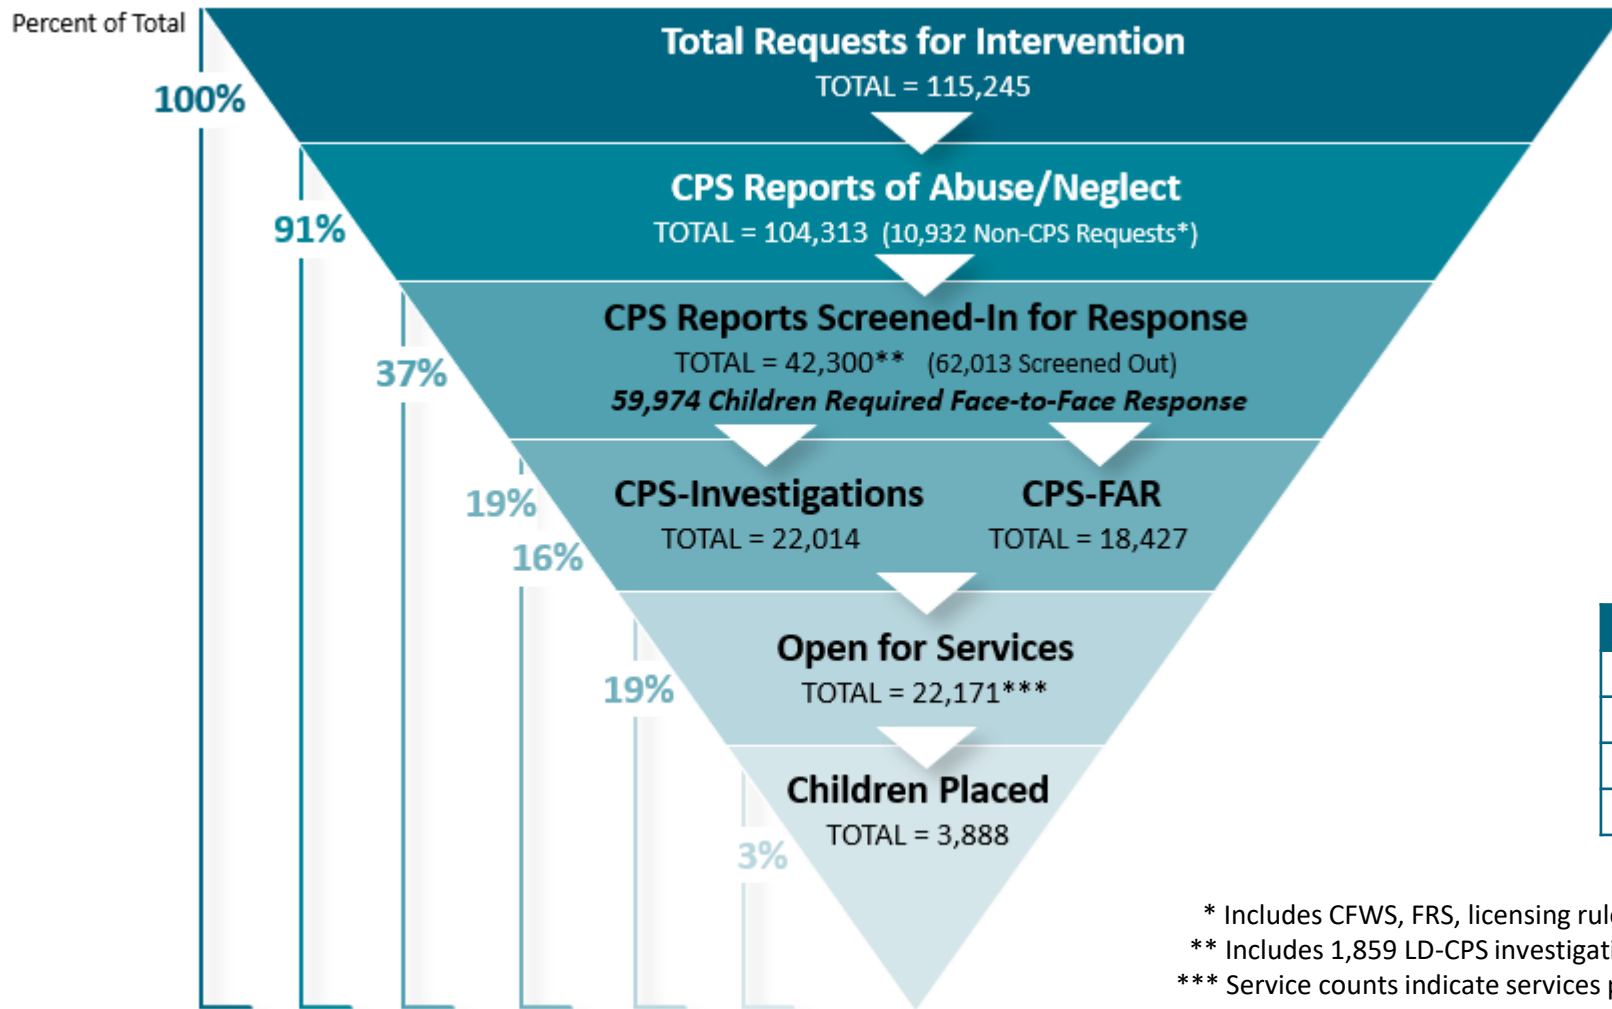 Percent of Total
Total Requests for Intervention
TOTAL = 115,245
100%
CPS Reports of Abuse/Neglect
TOTAL = 104,313 (10,932 Non-CPS Requests*)
91%
CPS Reports Screened-In for Response
TOTAL = 42,300** (62,013 Screened Out)
59,974 Children Required Face-to-Face Response
37%
CPS-Investigations CPS-FAR
TOTAL = 22,014 TOTAL = 18,427
19%
16%
Open for Services
TOTAL = 22,171***
19%
Children Placed
TOTAL = 3,888
3%
* Includes CFWS, FRS, licensing
** Includes 1,859 LD-CPS
*** Service counts indicate services